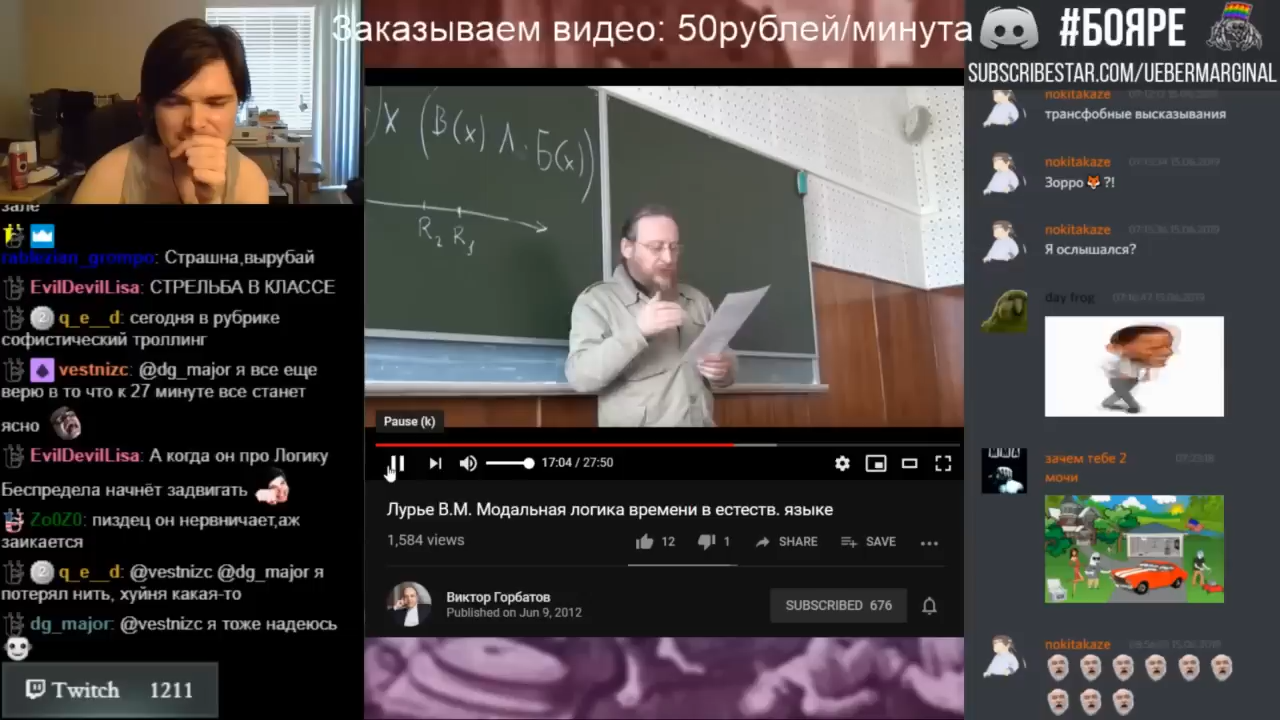 Заказываем видео: 50рублей/минута
#БОЯРЕ
SUBSCRIBESTAR.COM/UEBERMARGINAL
зале
rablezian_grompo: Страшна,вырубай
EvilDevilLisa: СТРЕЛЬБА В КЛАССЕ
q_e__d: сегодня в рубрике
софистический троллинг
vestnizc: @dg_major я все еще
верю в то что к 27 минуте все станет
ясно
EvilDevilLisa: А когда он про Логику
Беспредела начнёт задвигать
Zo0Z0: пиздец он нервничает,аж
заикается
q_e__d: @vestnizc @dg_major я
потерял нить, хуйня какая-то
dg_major: @vestnizc я тоже надеюсь
Twitch 1211
X (В(x) Λ Б(x))
R₂ R₁
Pause (k)
17:04 / 27:50
Лурье В.М. Модальная логика времени в естеств. языке
1,584 views
12
1
SHARE
SAVE
Виктор Горбатов
Published on Jun 9, 2012
SUBSCRIBED 676
nokitakaze
трансфобные высказывания
nokitakaze
Зорро ?!
nokitakaze
Я ослышался?
day frog
зачем тебе 2
мочи
nokitakaze